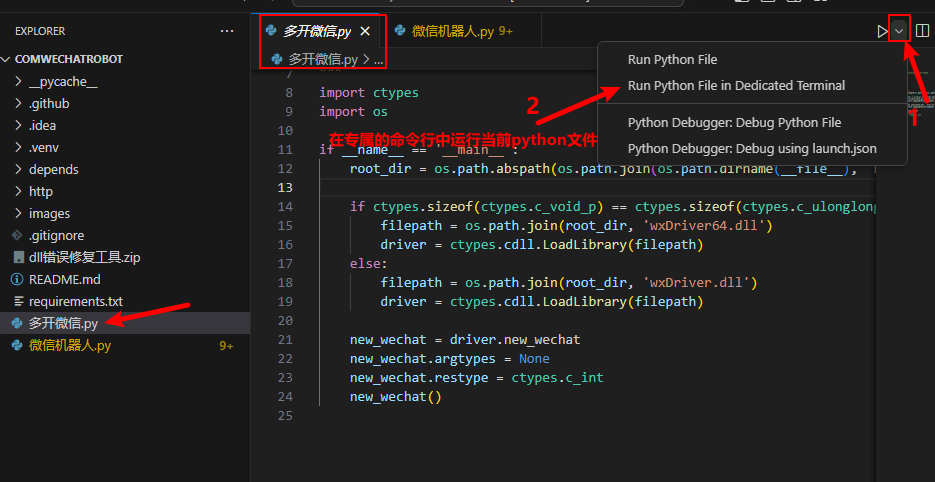 EXPLORER
···
多开微信.py
微信机器人.py 9+
COMWECHATROBOT
多开微信.py > ...
__pycache__
.github
.idea
.venv
depends
http
images
.gitignore
dll错误修复工具.zip
README.md
requirements.txt
多开微信.py
微信机器人.py 9+
Run Python File
Run Python File in Dedicated Terminal
Python Debugger: Debug Python File
Python Debugger: Debug using launch.json
1
2
在专属的命令行中运行当前python文件
7
8 import ctypes
9 import os
10
11 if __name__ == '__main__':
12 root_dir = os.path.abspath(os.path.join(os.path.dirname(__file__),
13
14 if ctypes.sizeof(ctypes.c_void_p) == ctypes.sizeof(ctypes.c_ulonglong
15 filepath = os.path.join(root_dir, 'wxDriver64.dll')
16 driver = ctypes.cdll.LoadLibrary(filepath)
17 else:
18 filepath = os.path.join(root_dir, 'wxDriver.dll')
19 driver = ctypes.cdll.LoadLibrary(filepath)
20
21 new_wechat = driver.new_wechat
22 new_wechat.argtypes = None
23 new_wechat.restype = ctypes.c_int
24 new_wechat()
25